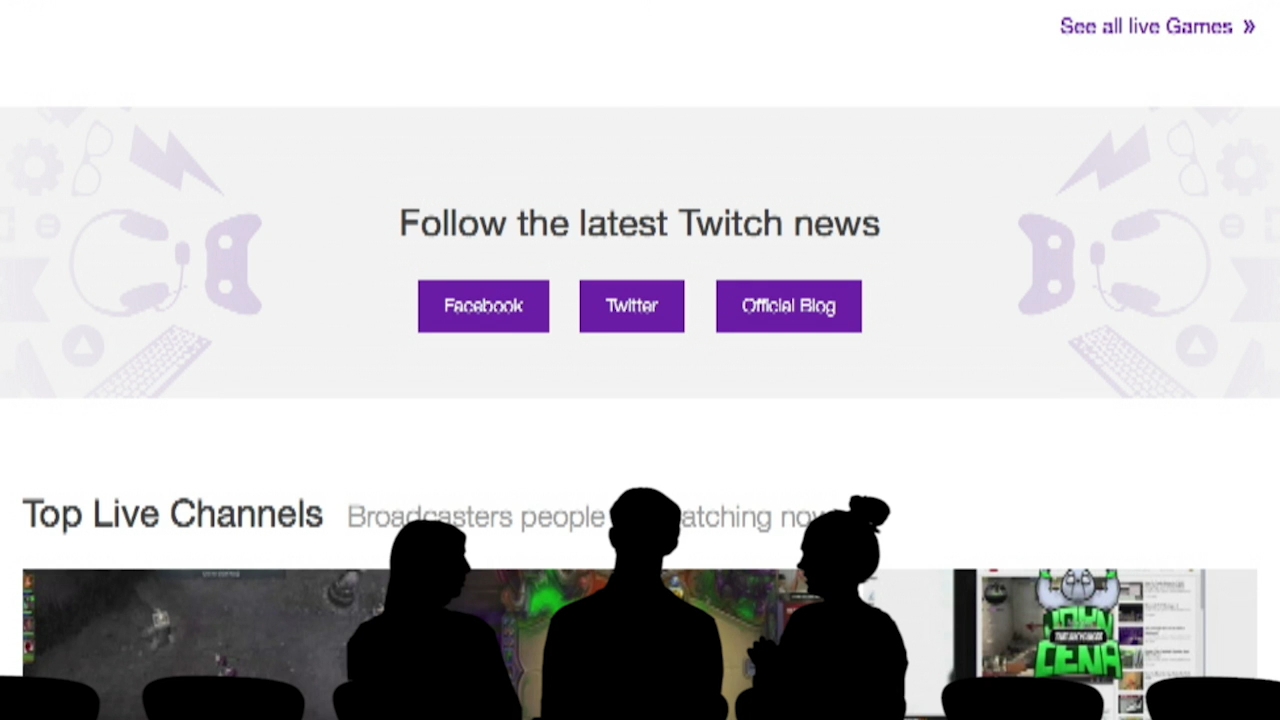 See all live Games »
Follow the latest Twitch news
Facebook
Twitter
Official Blog
Top Live Channels
Broadcasters people atching now
JOHN
CENA